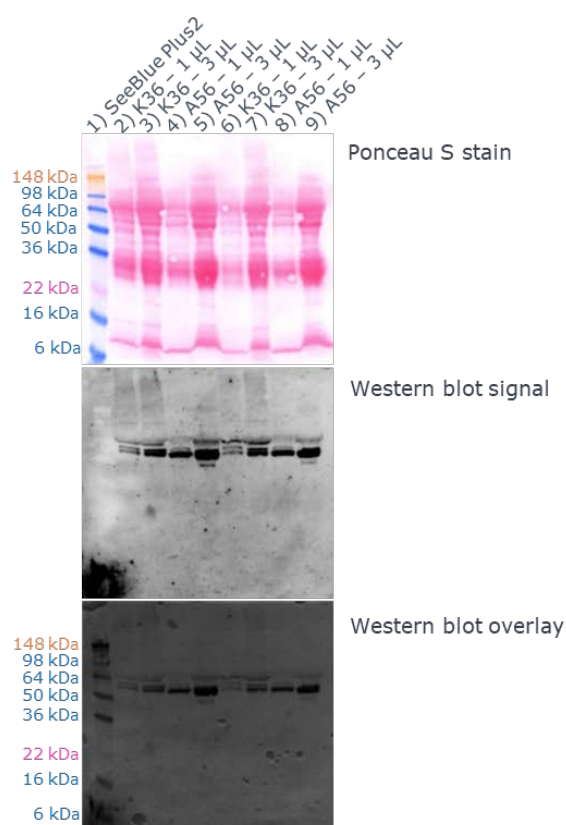 1) SeeBlue Plus2
2) K36 – 1 µL
3) K36 – 3 µL
4) A56 – 1 µL
5) A56 – 3 µL
6) K36 – 1 µL
7) K36 – 3 µL
8) A56 – 1 µL
9) A56 – 3 µL
Ponceau S stain
148 kDa
98 kDa
64 kDa
50 kDa
36 kDa
22 kDa
16 kDa
6 kDa
Western blot signal
Western blot overlay
148 kDa
98 kDa
64 kDa
50 kDa
36 kDa
22 kDa
16 kDa
6 kDa